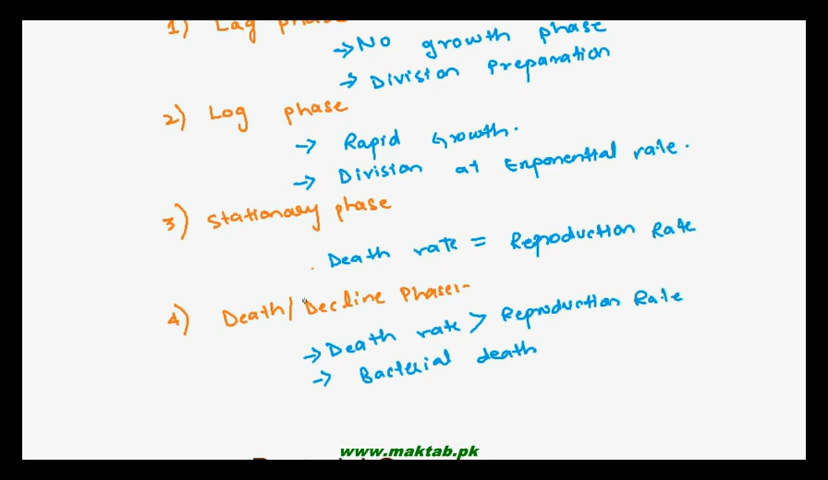 1) Lag phase
→ No growth phase
→ Division Preparation
2) Log phase
→ Rapid Growth.
→ Division at Exponential rate.
3) Stationary phase
Death rate = Reproduction Rate
4) Death/Decline Phase:-
→ Death rate > Reproduction Rate
→ Bacterial death
www.maktab.pk